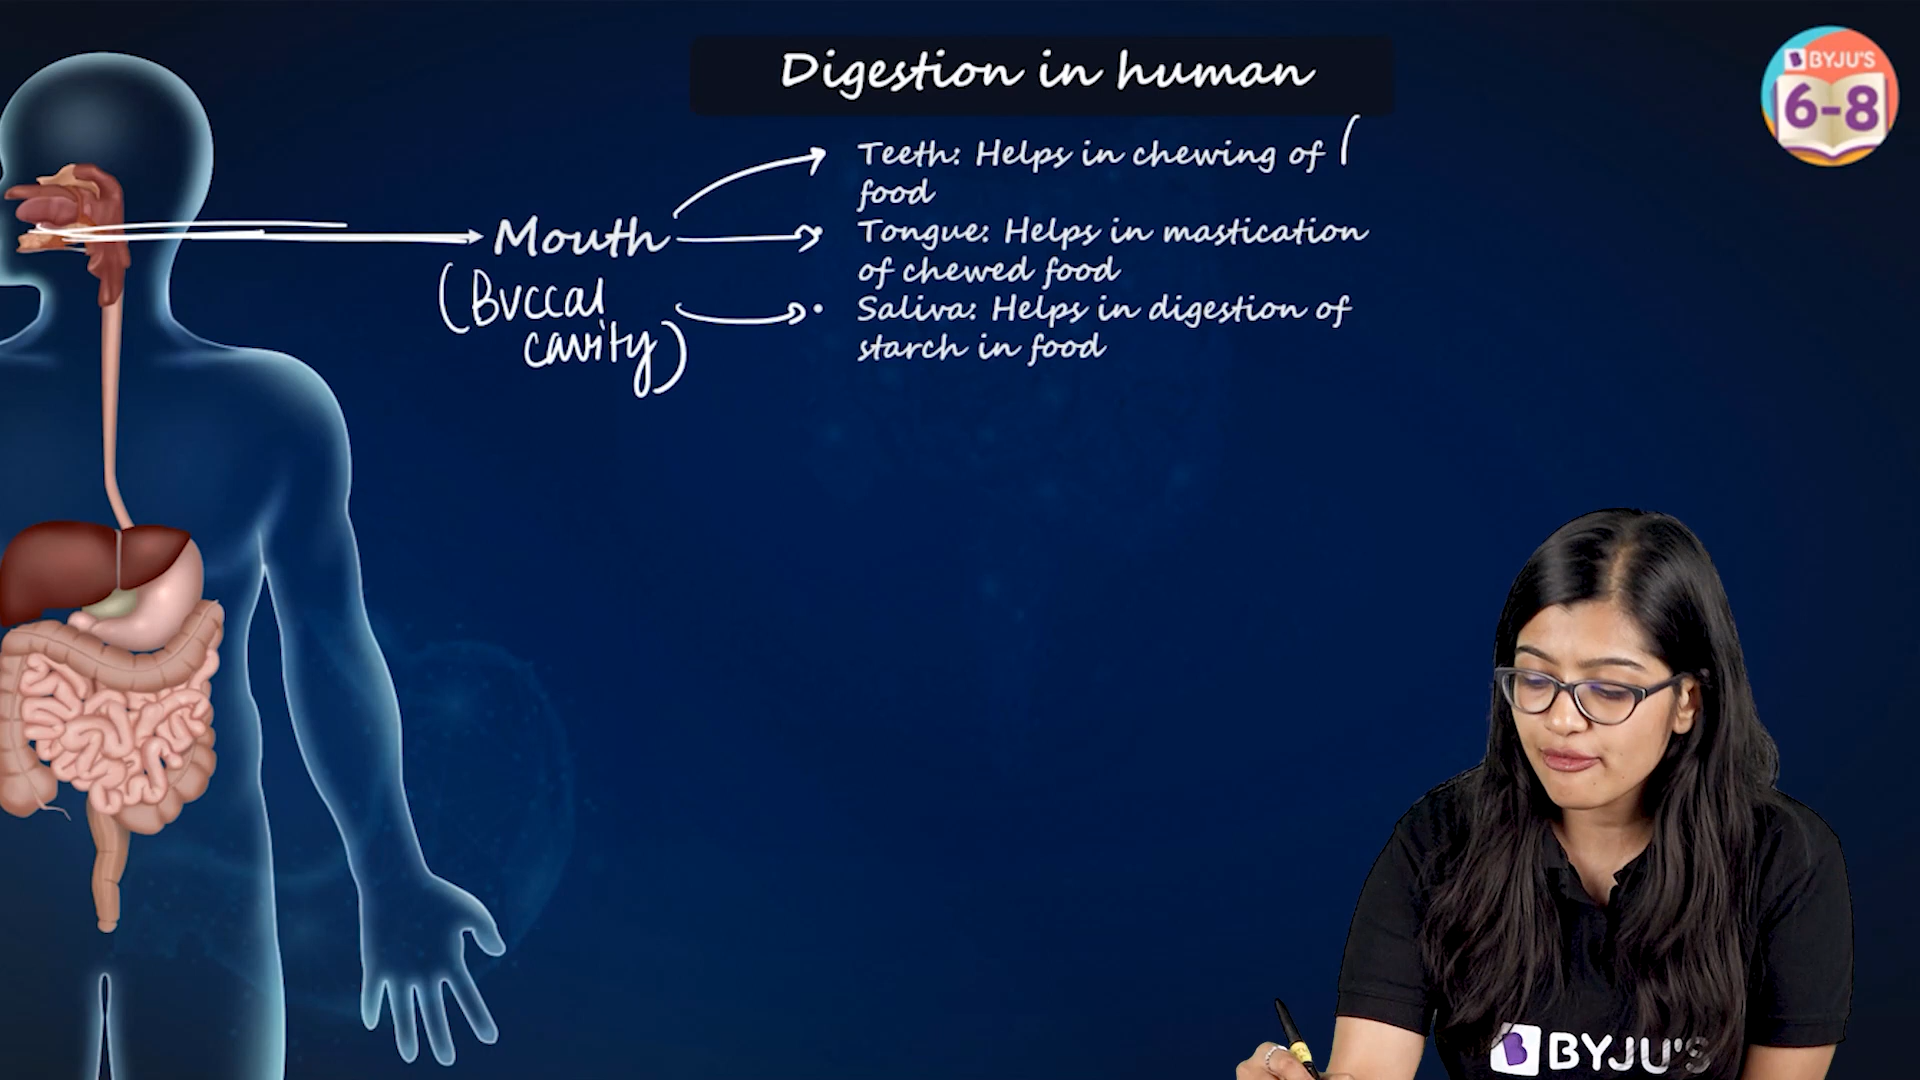 Digestion in human
BYJU'S
6-8
Teeth: Helps in chewing of
food
Mouth
(Buccal
cavity)
Tongue: Helps in mastication
of chewed food
Saliva: Helps in digestion of
starch in food
BYJU'S